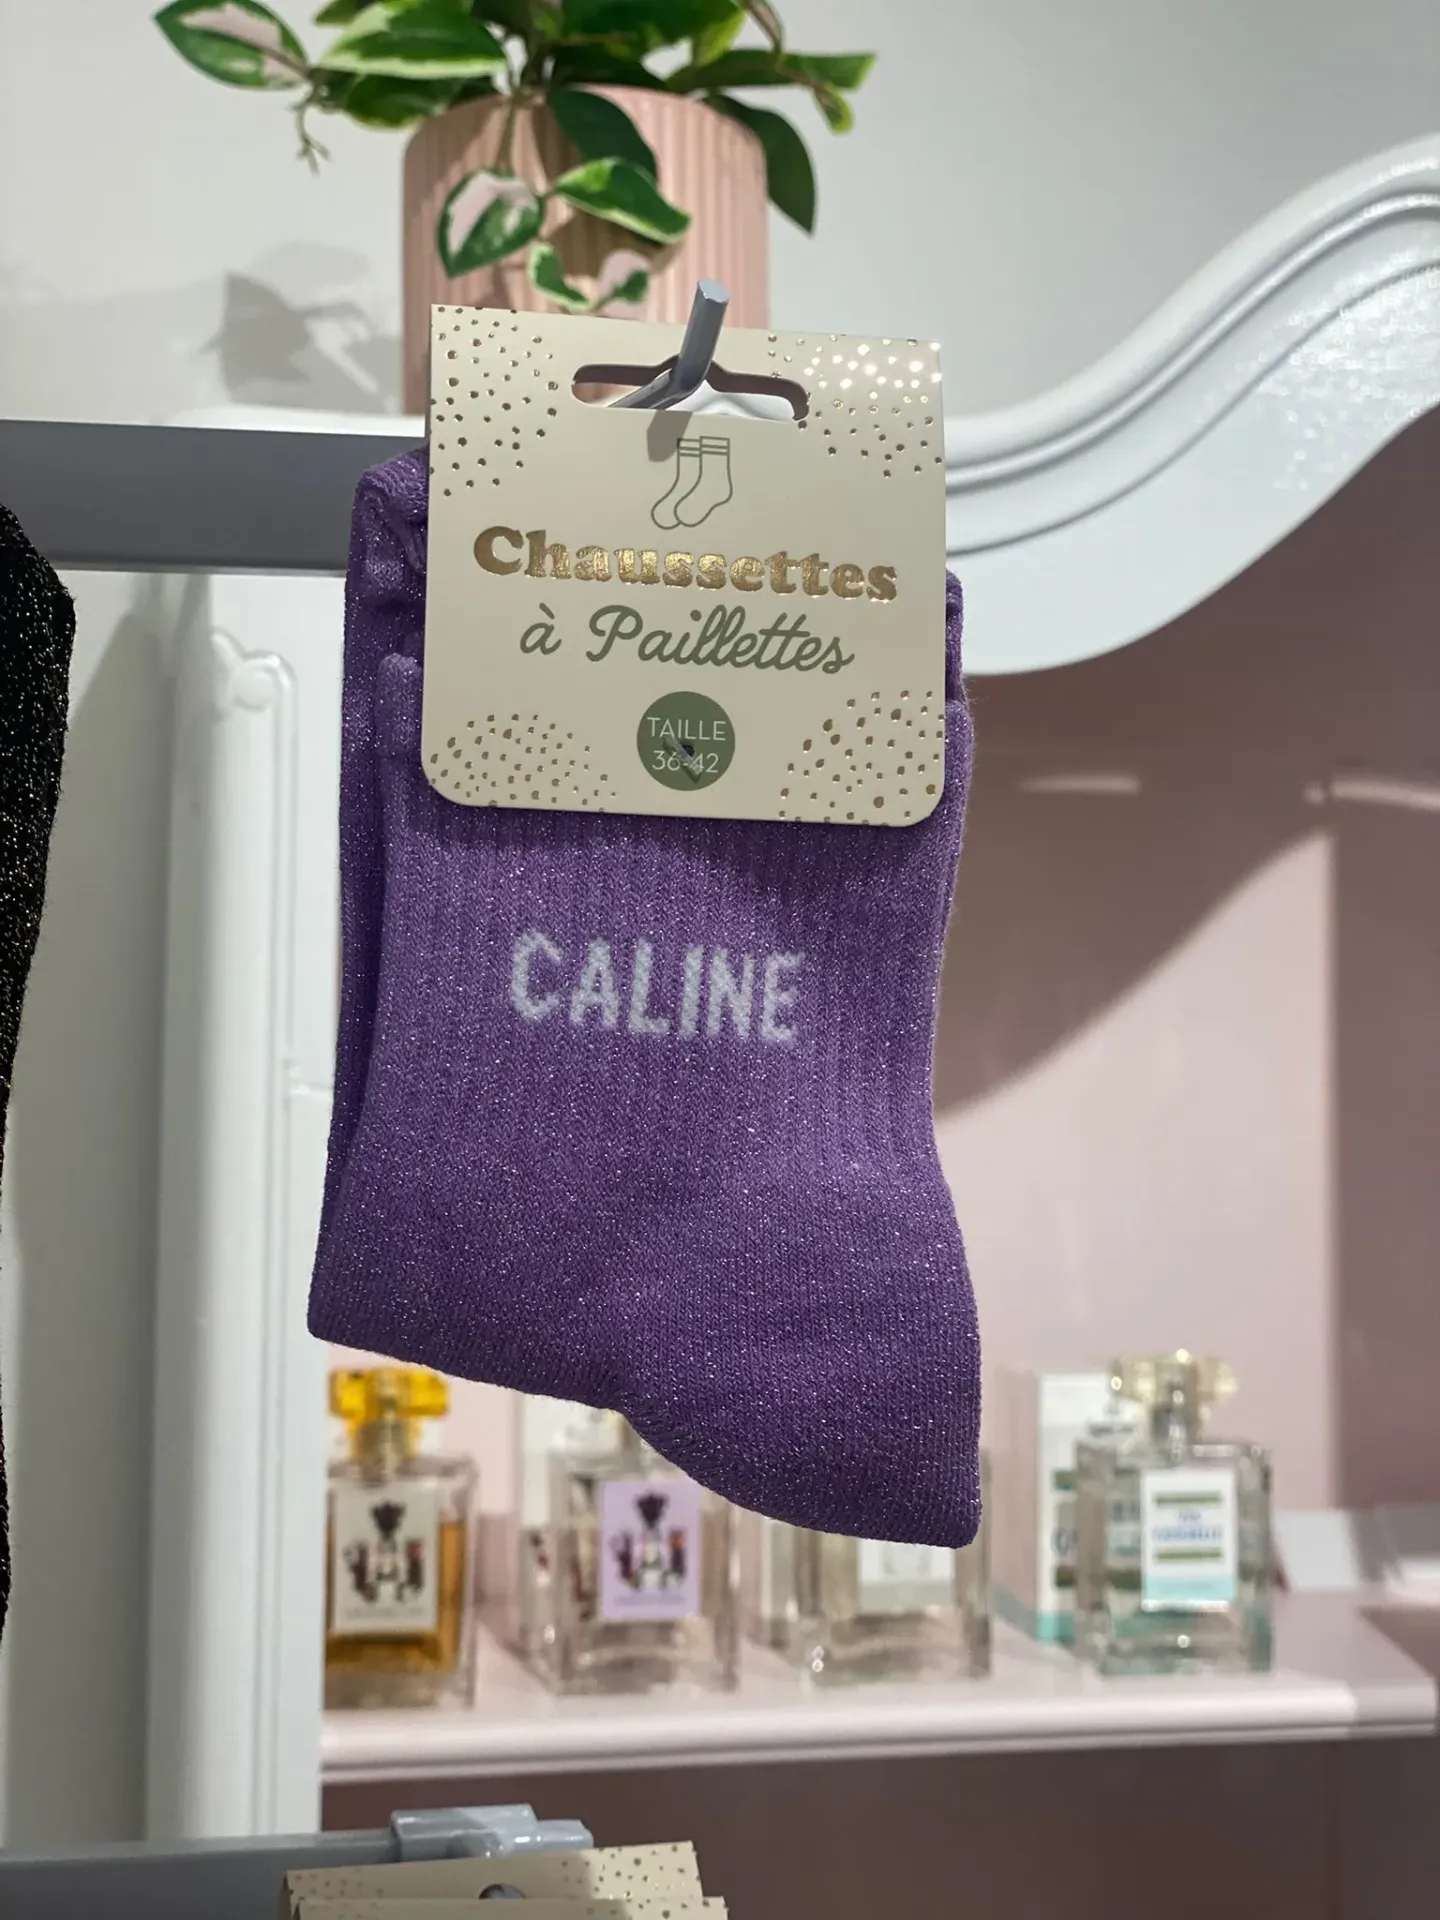 Chaussettes
à Paillettes
TAILLE
36-42
CALINE